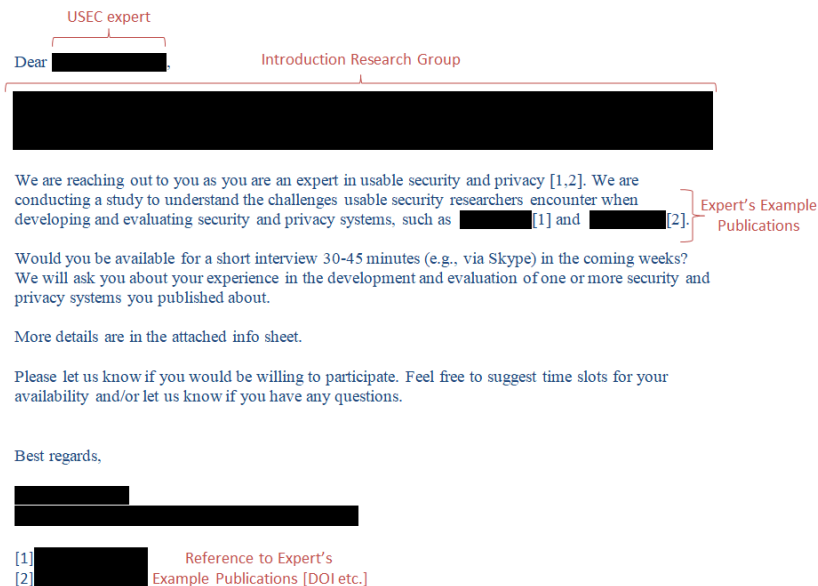 USEC expert
Dear ,
Introduction Research Group
We are reaching out to you as you are an expert in usable security and privacy [1,2]. We are
conducting a study to understand the challenges usable security researchers encounter when
developing and evaluating security and privacy systems, such as [1] and [2].
Expert's Example
Publications
Would you be available for a short interview 30-45 minutes (e.g., via Skype) in the coming weeks?
We will ask you about your experience in the development and evaluation of one or more security and
privacy systems you published about.
More details are in the attached info sheet.
Please let us know if you would be willing to participate. Feel free to suggest time slots for your
availability and/or let us know if you have any questions.
Best regards,
[1]
[2]
Reference to Expert's
Example Publications [DOI etc.]